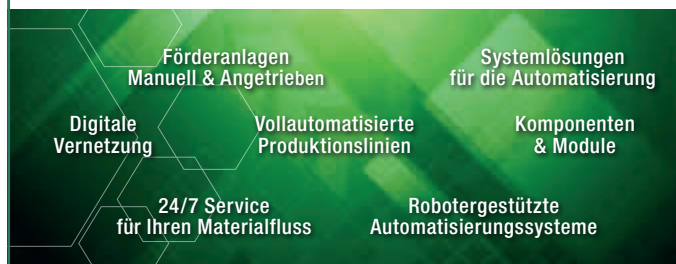 Förderanlagen
Manuell & Angetrieben
Systemlösungen
für die Automatisierung
Digitale
Vernetzung
Vollautomatisierte
Produktionslinien
Komponenten
& Module
24/7 Service
für Ihren Materialfluss
Robotergestützte
Automatisierungssysteme